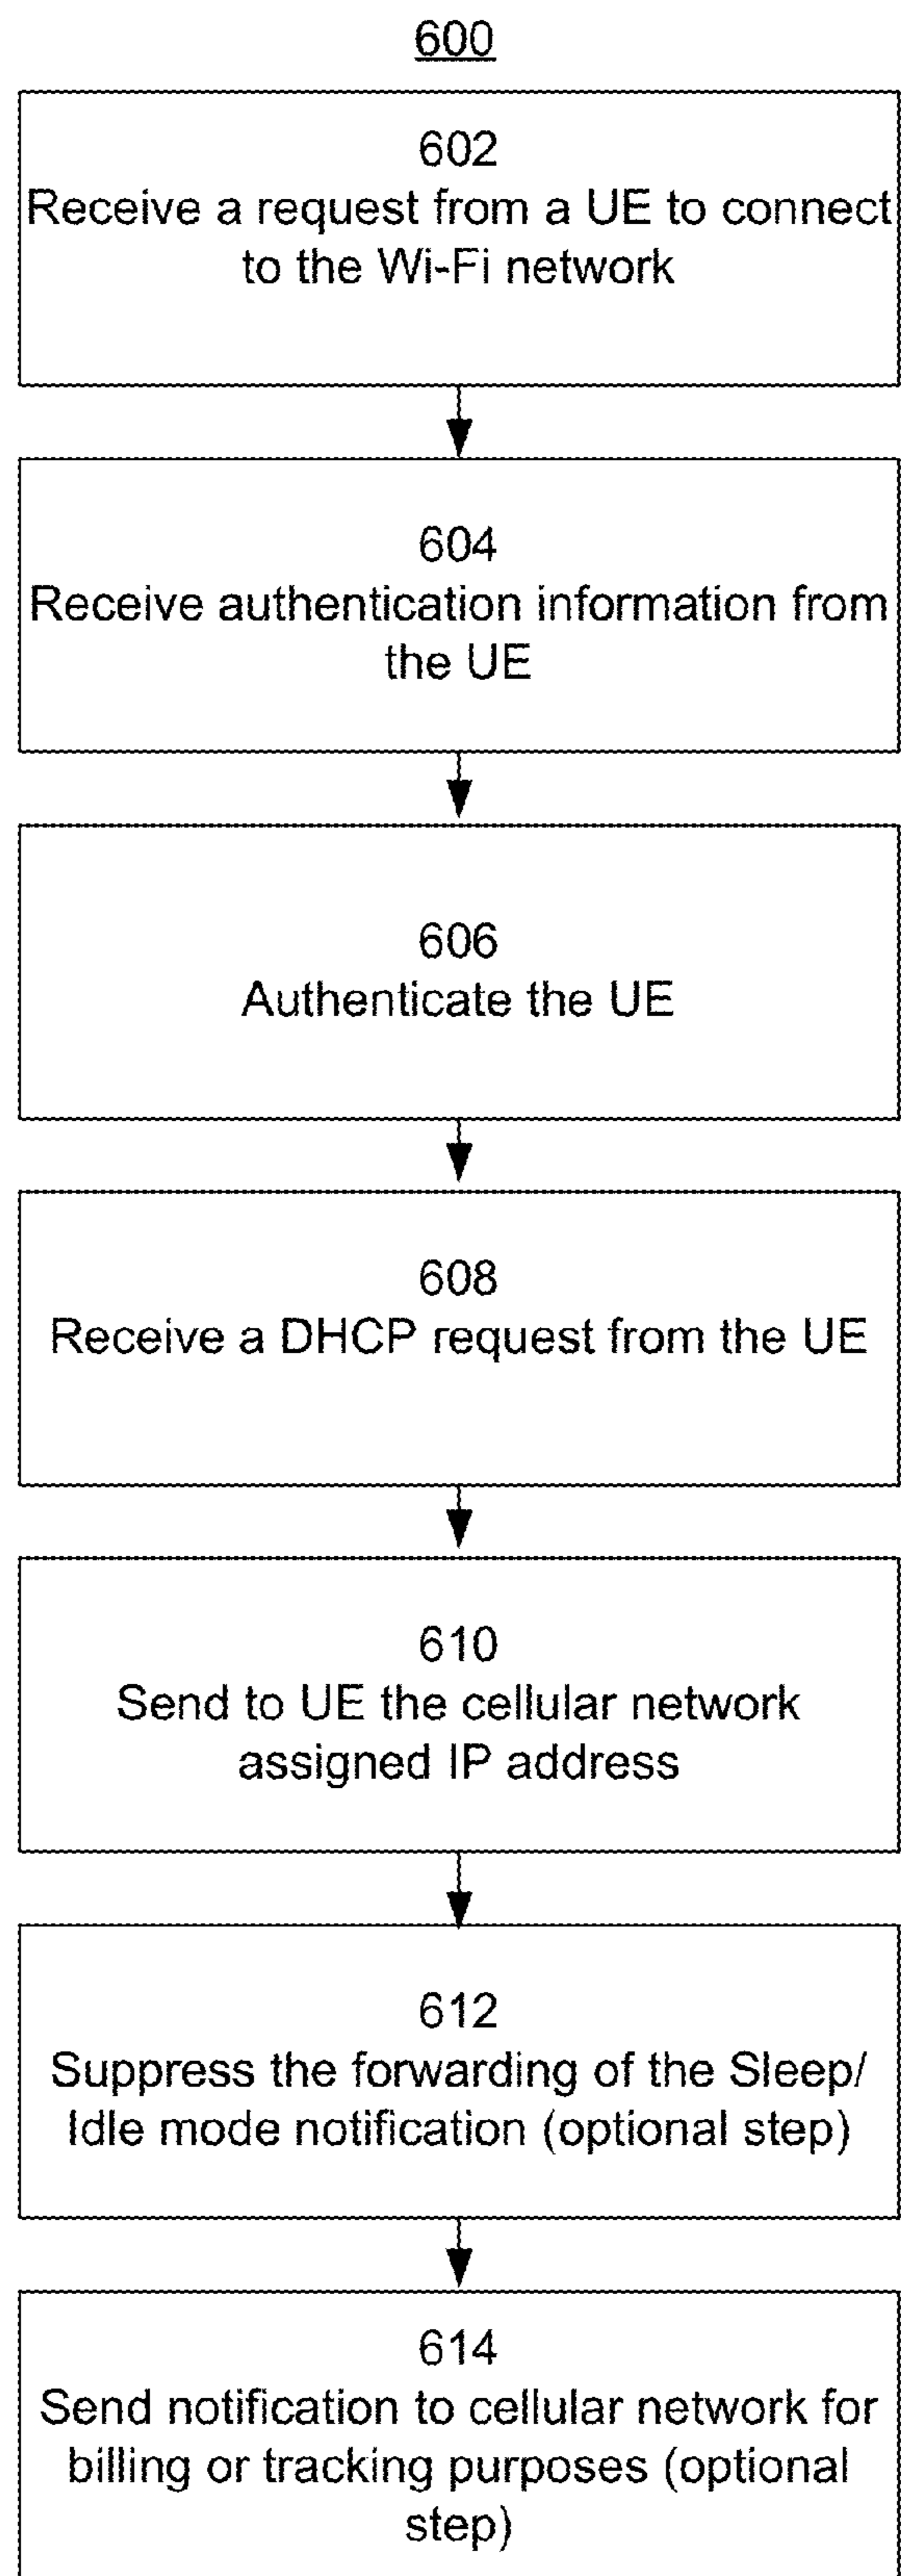 600
602
Receive a request from a UE to connect
to the Wi-Fi network
604
Receive authentication information from
the UE
606
Authenticate the UE
608
Receive a DHCP request from the UE
610
Send to UE the cellular network
assigned IP address
612
Suppress the forwarding of the Sleep/
Idle mode notification (optional step)
614
Send notification to cellular network for
billing or tracking purposes (optional
step)